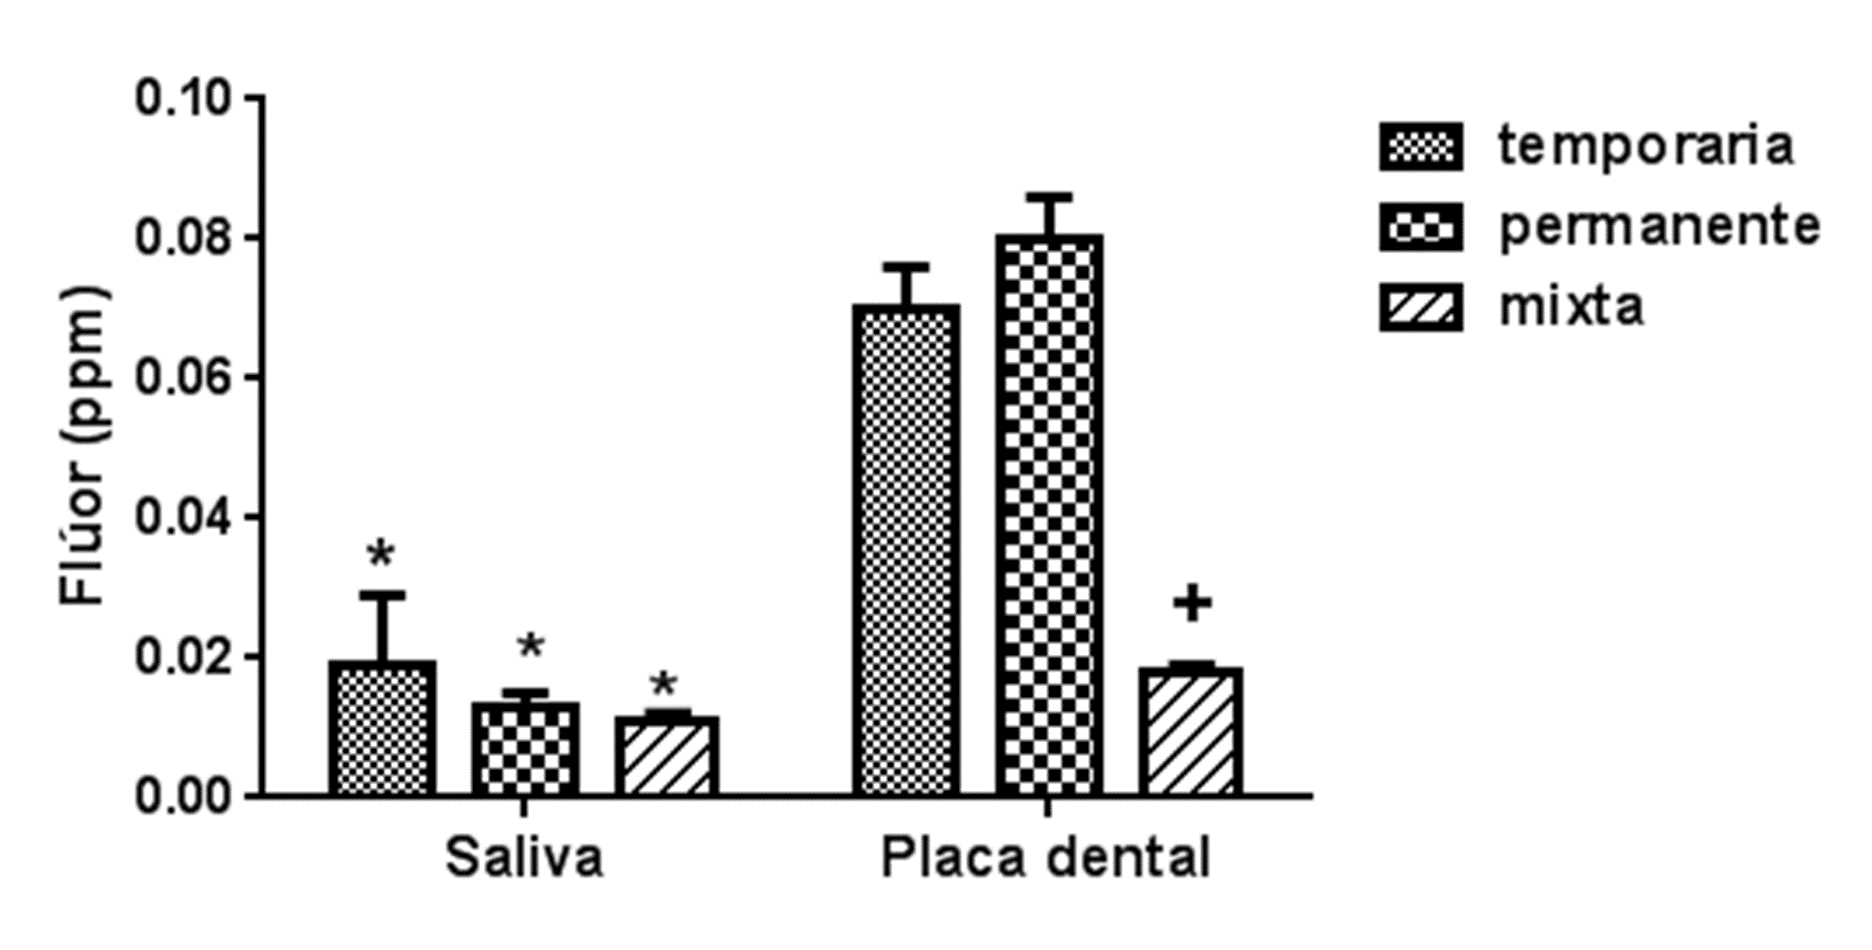 0.10
0.08
0.06
0.04
0.02
0.00
Flúor (ppm)
*
*
*
+
Saliva
Placa dental
temporaria
permanente
mixta